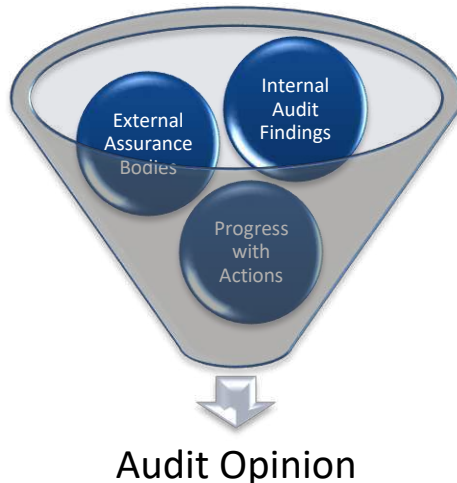 External
Assurance
Bodies
Internal
Audit
Findings
Progress
with
Actions
Audit Opinion